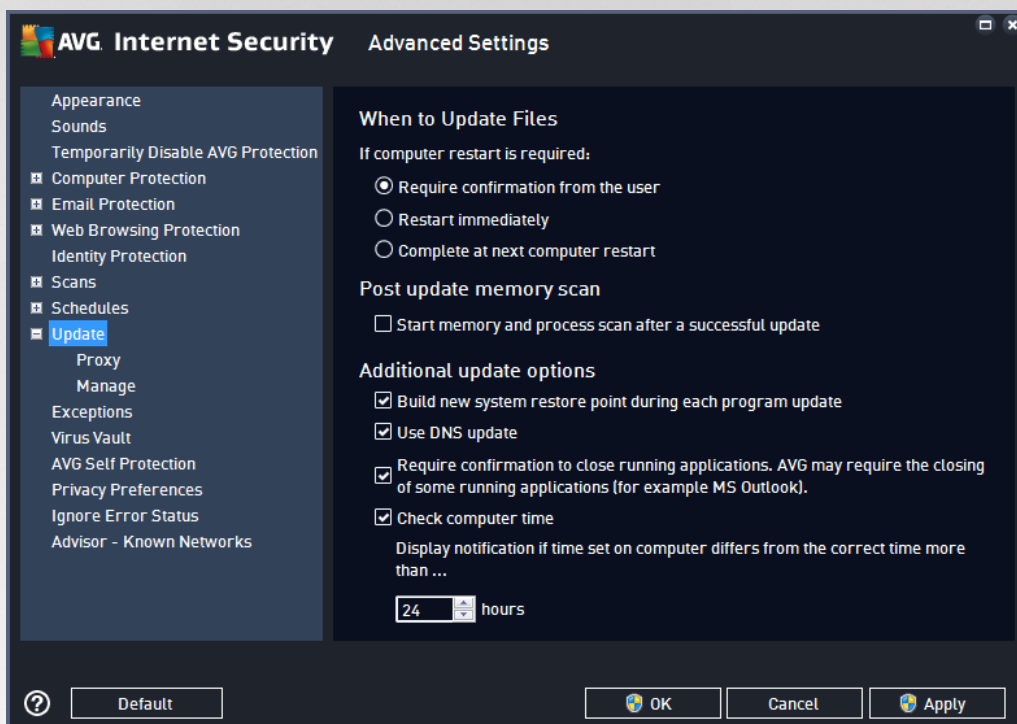 AVG. Internet Security Advanced Settings
Appearance
Sounds
Temporarily Disable AVG Protection
Computer Protection
Email Protection
Web Browsing Protection
Identity Protection
Scans
Schedules
Update
Proxy
Manage
Exceptions
Virus Vault
AVG Self Protection
Privacy Preferences
Ignore Error Status
Advisor - Known Networks
When to Update Files
If computer restart is required:
Require confirmation from the user
Restart immediately
Complete at next computer restart
Post update memory scan
Start memory and process scan after a successful update
Additional update options
Build new system restore point during each program update
Use DNS update
Require confirmation to close running applications. AVG may require the closing
of some running applications (for example MS Outlook).
Check computer time
Display notification if time set on computer differs from the correct time more
than ...
24 hours
? Default OK Cancel Apply